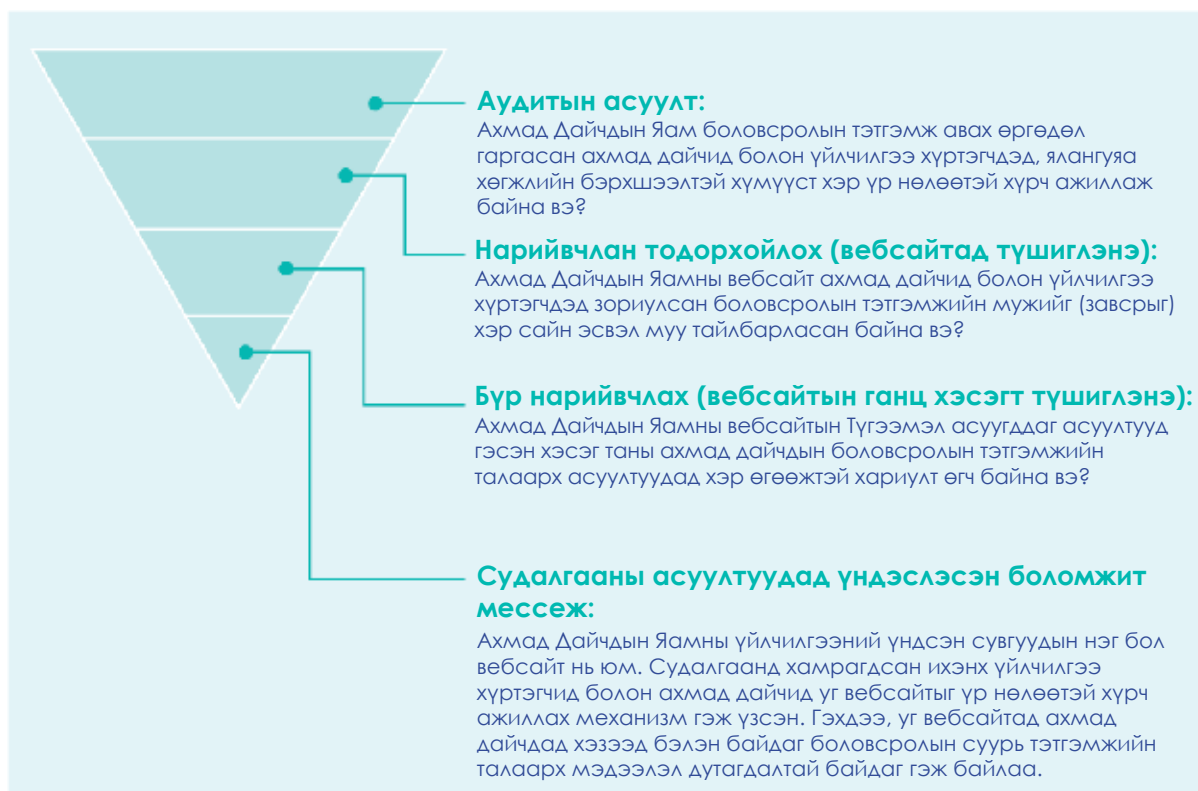 Аудитын асуулт:
Ахмад Дайчдын Яам боловсролын тэтгэмж авах өргөдөл
гаргасан ахмад дайчид болон үйлчилгээ хүртэгчдэд, ялангуяа
хөгжлийн бэрхшээлтэй хүмүүст хэр үр нөлөөтэй хүрч ажиллаж
байна вэ?
Нарийвчлан тодорхойлох (вебсайтад түшиглэнэ):
Ахмад Дайчдын Яамны вебсайт ахмад дайчид болон үйлчилгээ
хүртэгчдэд зориулсан боловсролын тэтгэмжийн мужийг (завсрыг)
хэр сайн эсвэл муу тайлбарласан байна вэ?
Бүр нарийвчлах (вебсайтын ганц хэсэгт түшиглэнэ):
Ахмад Дайчдын Яамны вебсайтын Түгээмэл асуугддаг асуултууд
гэсэн хэсэг таны ахмад дайчдын боловсролын тэтгэмжийн
талаарх асуултуудад хэр өгөөжтэй хариулт өгч байна вэ?
Судалгааны асуултуудад үндэслэсэн боломжит
мессеж:
Ахмад Дайчдын Яамны үйлчилгээний үндсэн сувгуудын нэг бол
вебсайт нь юм. Судалгаанд хамрагдсан ихэнх үйлчилгээ
хүртэгчид болон ахмад дайчид уг вебсайтыг үр нөлөөтэй хүрч
ажиллах механизм гэж үзсэн. Гэхдээ, уг вебсайтад ахмад
дайчдад хэзээд бэлэн байдаг боловсролын суурь тэтгэмжийн
талаарх мэдээлэл дутагдалтай байдаг гэж байлаа.